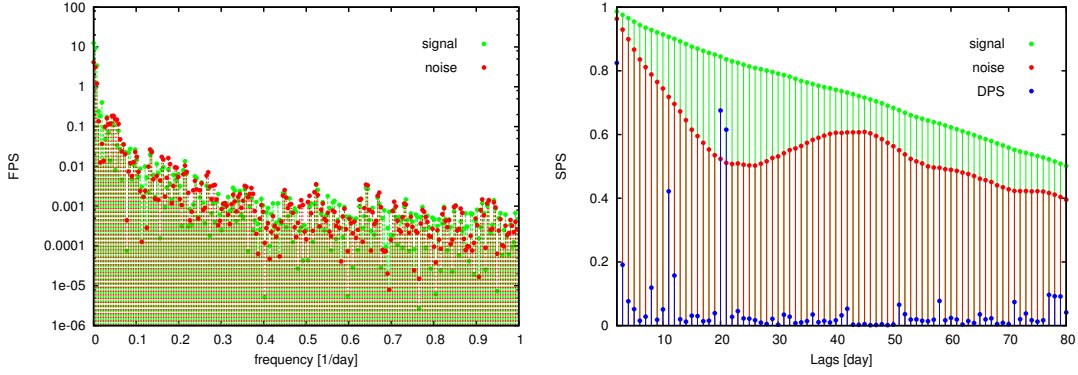 100
10
1
0.1
0.01
0.001
0.0001
1e-05
1e-06
FPS
0 0.1 0.2 0.3 0.4 0.5 0.6 0.7 0.8 0.9 1
frequency [1/day]
signal
noise
1
0.8
0.6
0.4
0.2
0
SPS
10 20 30 40 50 60 70 80
Lags [day]
signal
noise
DPS